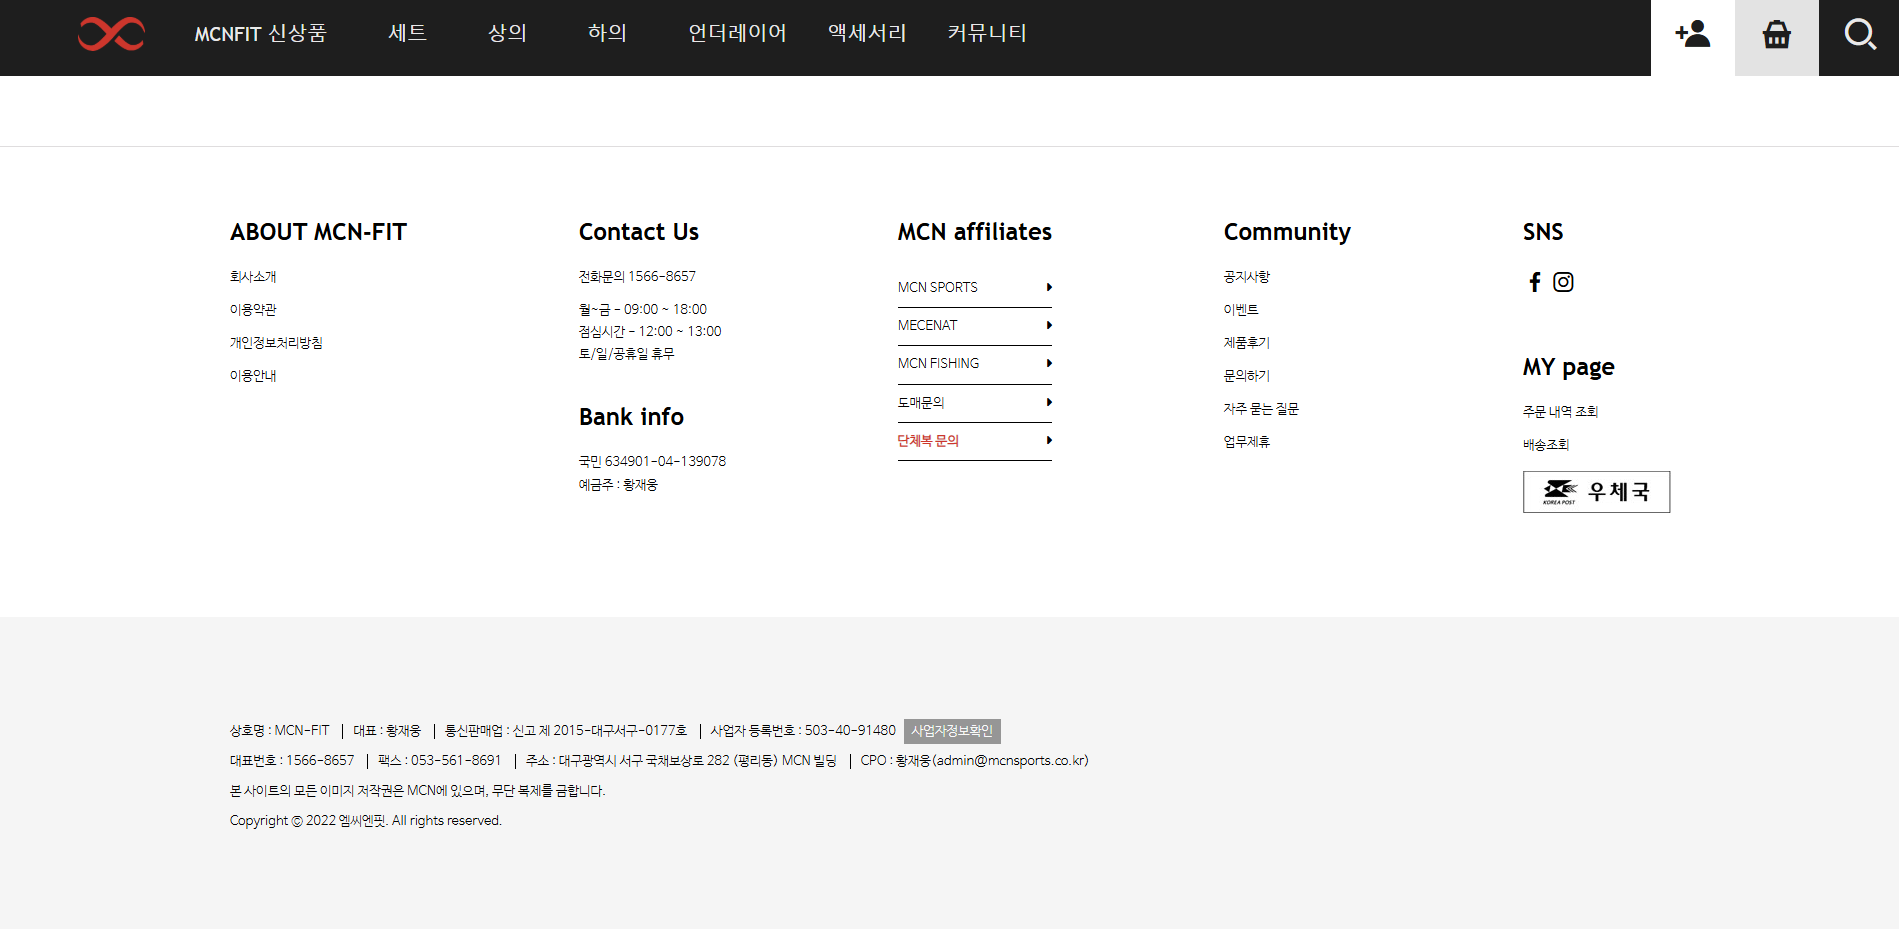 MCNFIT 신상품 세트 상의 하의 언더레이어 액세서리 커뮤니티
ABOUT MCN-FIT
회사소개
이용약관
개인정보처리방침
이용안내
Contact Us
전화문의 1566-8657
월~금 - 09:00 ~ 18:00
점심시간 - 12:00 ~ 13:00
토/일/공휴일 휴무
Bank info
국민 634901-04-139078
예금주 : 황재웅
MCN affiliates
MCN SPORTS
MECENAT
MCN FISHING
도매문의
단체복 문의
Community
공지사항
이벤트
제품후기
문의하기
자주 묻는 질문
업무제휴
SNS
MY page
주문 내역 조회
배송조회
KOREA POST 우체국
상호명 : MCN-FIT | 대표 : 황재웅 | 통신판매업 : 신고 제 2015-대구서구-0177호 | 사업자 등록번호 : 503-40-91480 사업자정보확인
대표번호 : 1566-8657 | 팩스 : 053-561-8691 | 주소 : 대구광역시 서구 국채보상로 282 (평리동) MCN 빌딩 | CPO : 황재웅(admin@mcnsports.co.kr)
본 사이트의 모든 이미지 저작권은 MCN에 있으며, 무단 복제를 금합니다.
Copyright © 2022 엠씨엔핏. All rights reserved.